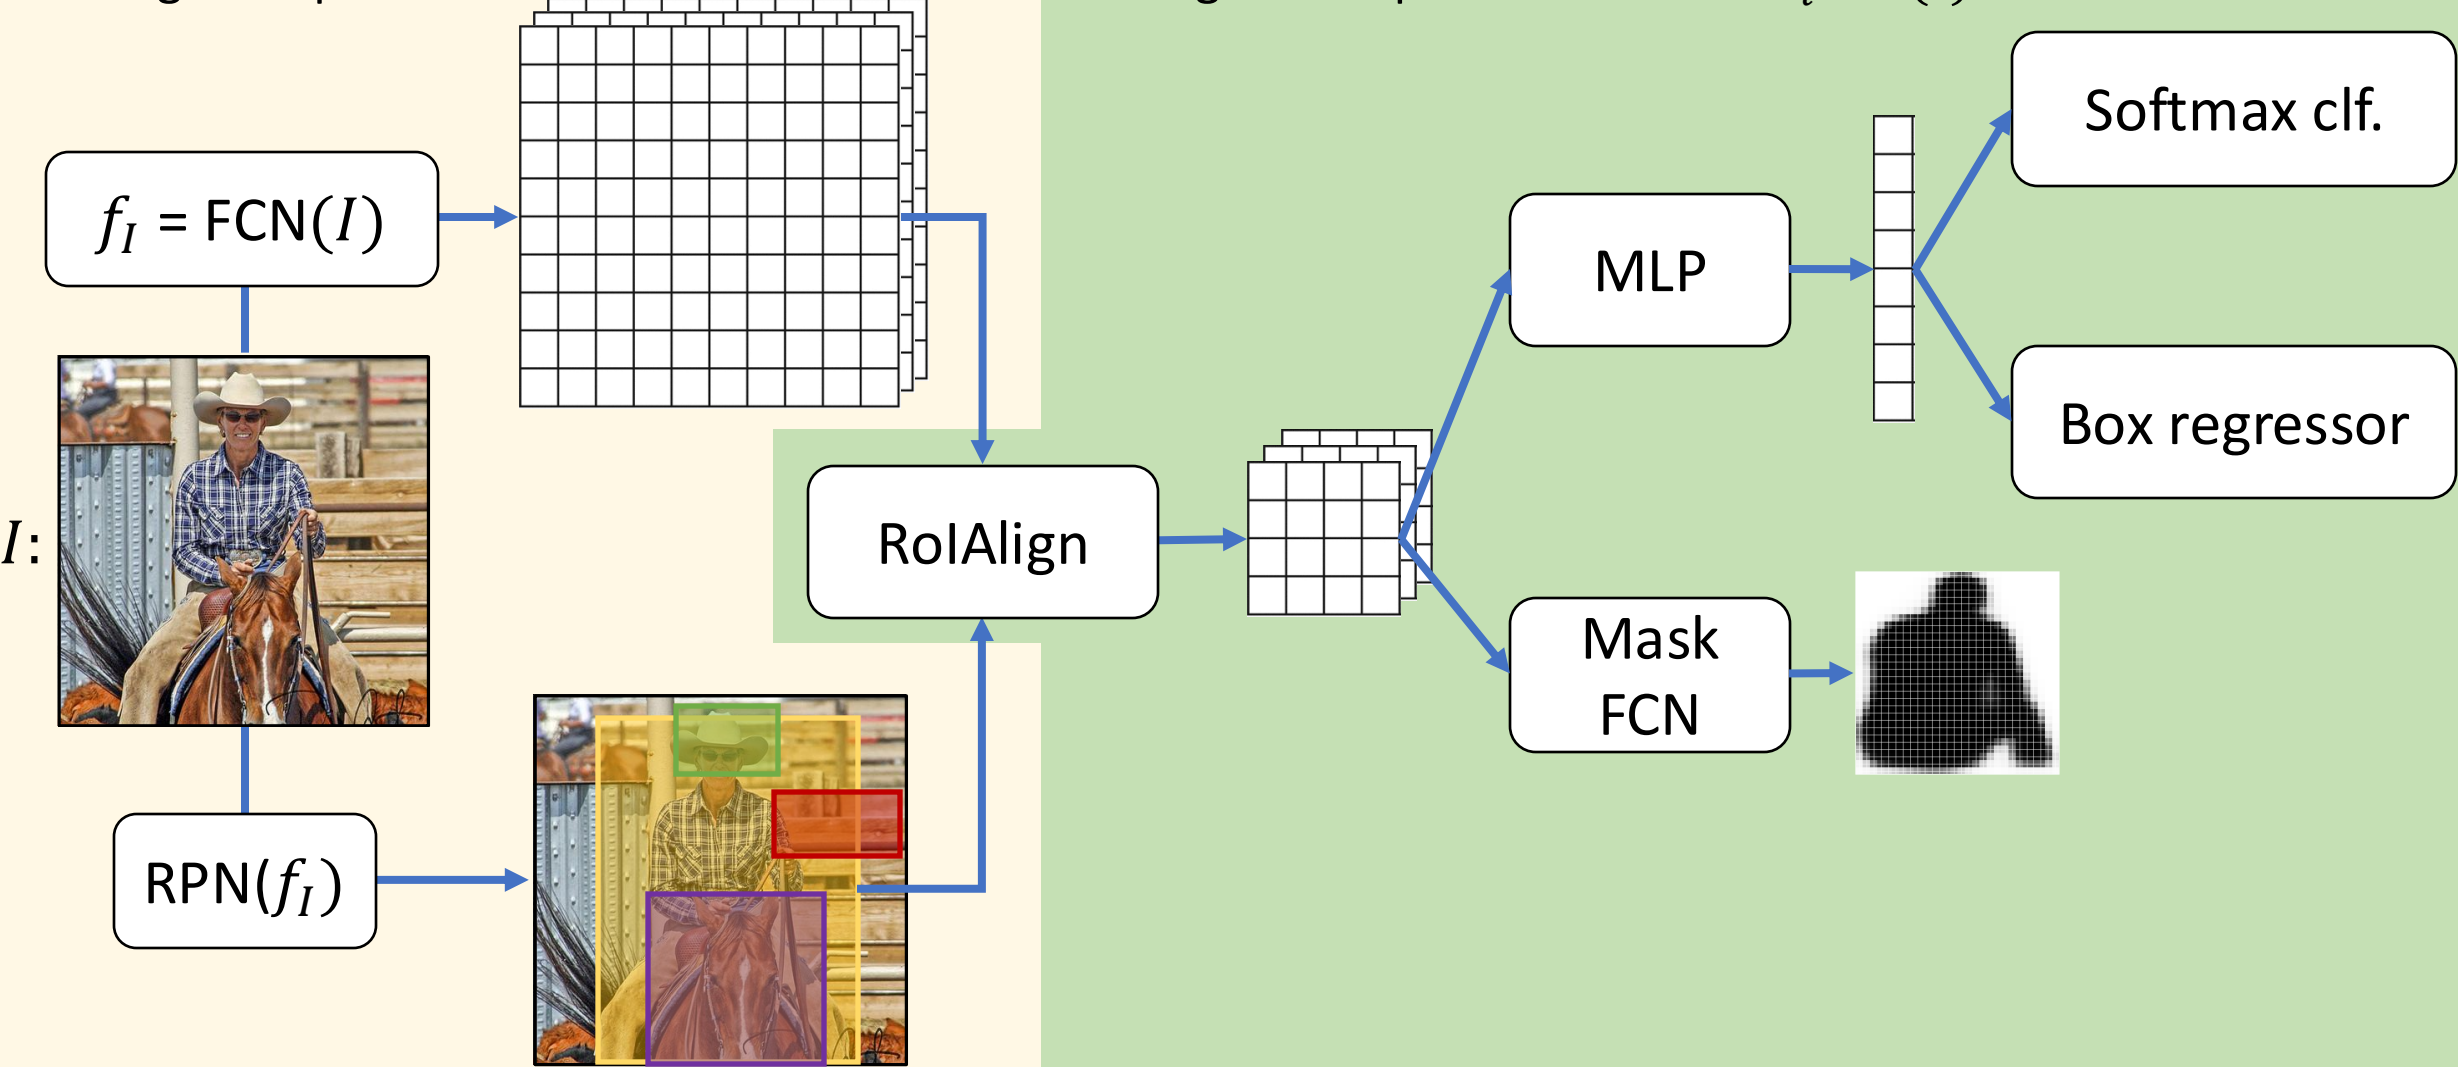 f_I = FCN(I)
I:
RPN(f_I)
RoIAlign
MLP
Mask
FCN
Softmax clf.
Box regressor